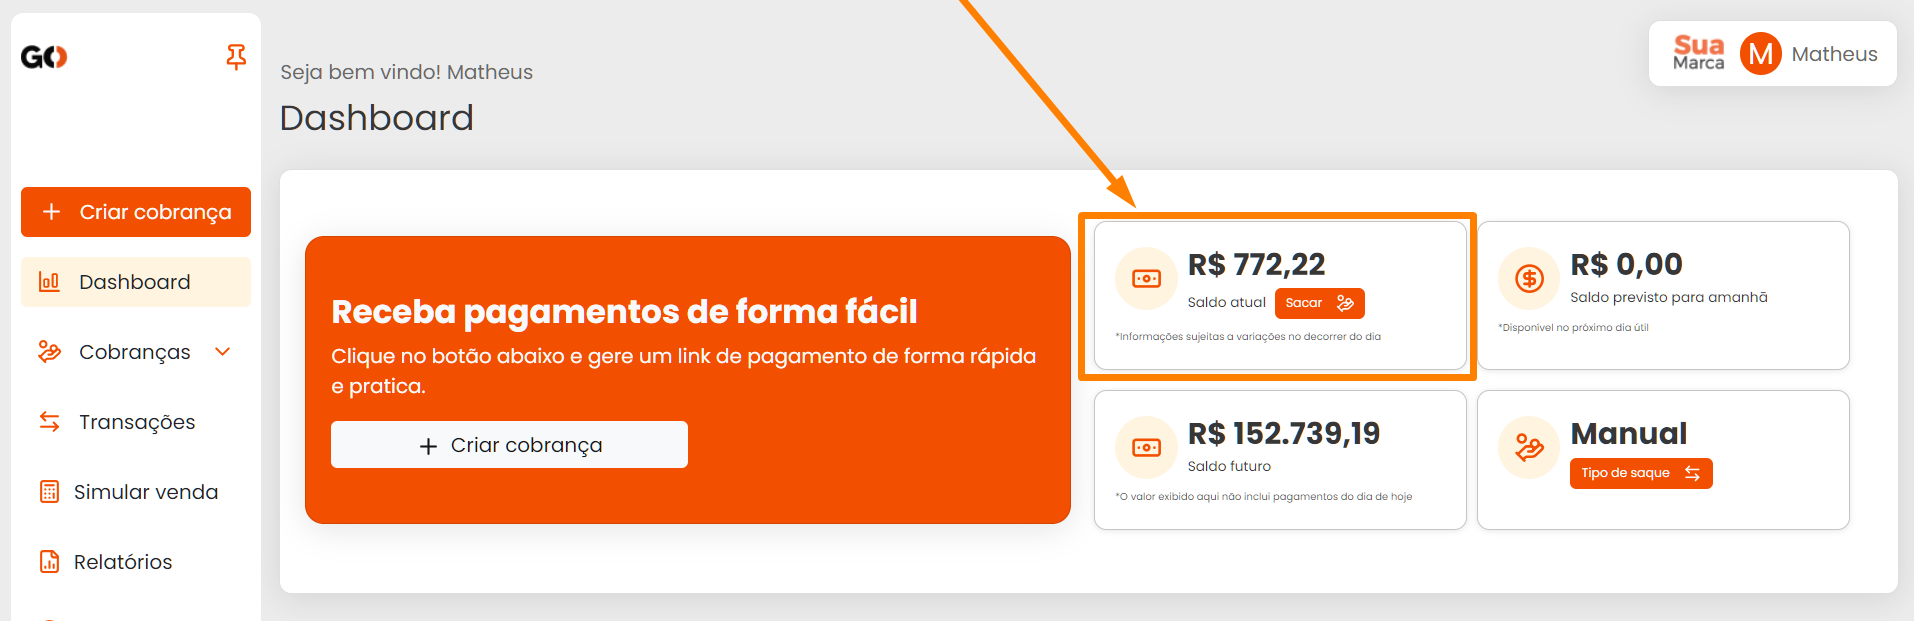 GO
Seja bem vindo! Matheus
Dashboard
Sua
Marca
M
Matheus
+ Criar cobrança
Dashboard
Cobranças
Transações
Simular venda
Relatórios
Receba pagamentos de forma fácil
Clique no botão abaixo e gere um link de pagamento de forma rápida
e pratica.
+ Criar cobrança
R$ 772,22
Saldo atual
Sacar
*Informações sujeitas a variações no decorrer do dia
R$ 0,00
Saldo previsto para amanhã
*Disponível no próximo dia útil
R$ 152.739,19
Saldo futuro
*O valor exibido aqui não inclui pagamentos do dia de hoje
Manual
Tipo de saque